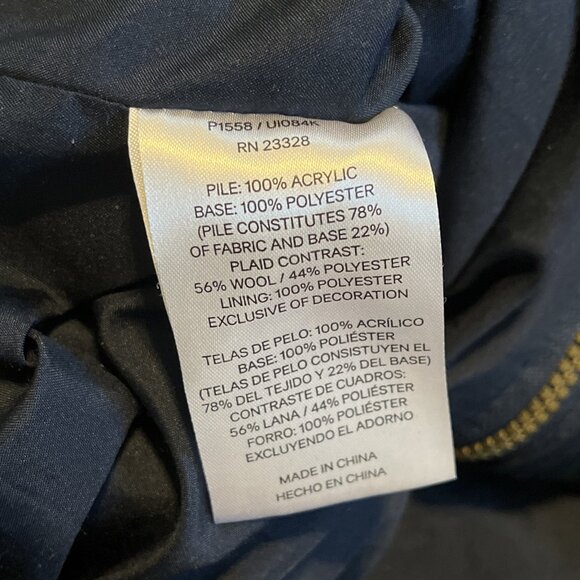 P1558 / UI084K
RN 23328
PILE: 100% ACRYLIC
BASE: 100% POLYESTER
(PILE CONSTITUTES 78%
OF FABRIC AND BASE 22%)
PLAID CONTRAST:
56% WOOL / 44% POLYESTER
LINING: 100% POLYESTER
EXCLUSIVE OF DECORATION
TELAS DE PELO: 100% ACRÍLICO
BASE: 100% POLIÉSTER
(TELAS DE PELO CONSISTUYEN EL
78% DEL TEJIDO Y 22% DEL BASE)
CONTRASTE DE CUADROS:
56% LANA / 44% POLIÉSTER
FORRO: 100% POLIÉSTER
EXCLUYENDO EL ADORNO
MADE IN CHINA
HECHO EN CHINA